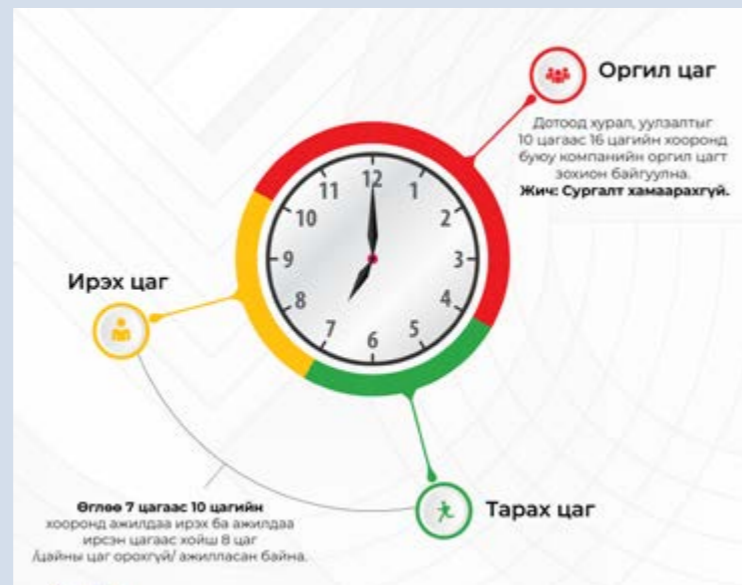 Оргил цаг
Дотоод хурал, уулзалтыг
10 цагаас 16 цагийн хооронд
буюу компанийн оргил цагт
зохион байгуулна.
Жич: Сургалт хамаарахгүй.
12
1
2
3
4
5
6
7
8
9
10
11
Ирэх цаг
Өглөө 7 цагаас 10 цагийн
хооронд ажилдаа ирэх ба ажилдаа
ирсэн цагаас хойш 8 цаг
/цайны цаг орохгүй/ ажилласан байна.
Тарах цаг